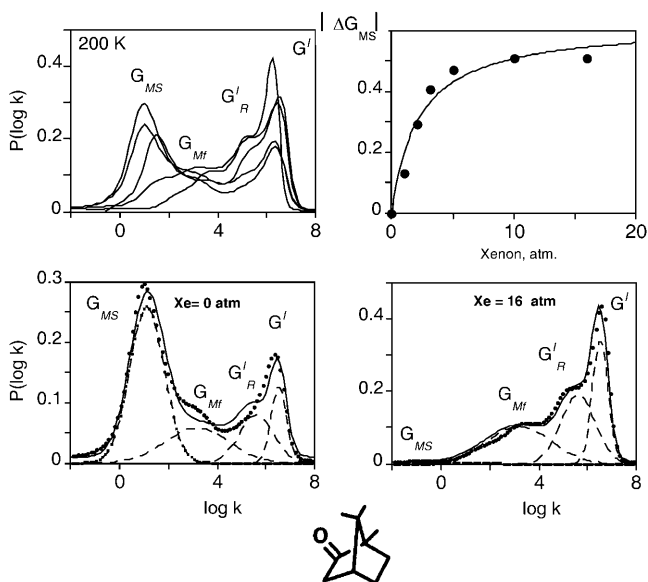 200 K
G_MS
G_Mf
G^I_R
G^I
P(log k)
0.4
0.2
0
0
4
8
| ΔG_MS |
0.4
0.2
0
0
10
20
Xenon, atm.
Xe= 0 atm
G_MS
G_Mf
G^I_R
G^I
P(log k)
0.3
0.2
0.1
0
0
4
8
log k
Xe = 16 atm
G_MS
G_Mf
G^I_R
G^I
0.4
0.2
0
0
4
8
log k
O